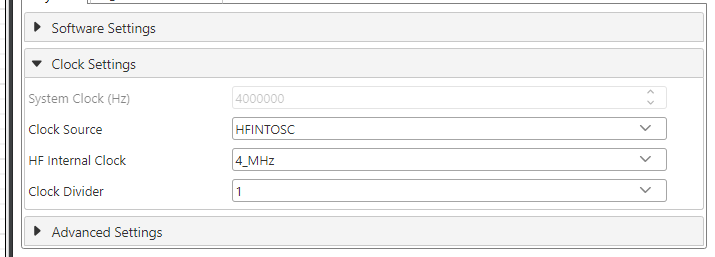 Software Settings
Clock Settings
System Clock (Hz) 4000000
Clock Source HFINTOSC
HF Internal Clock 4_MHz
Clock Divider 1
Advanced Settings